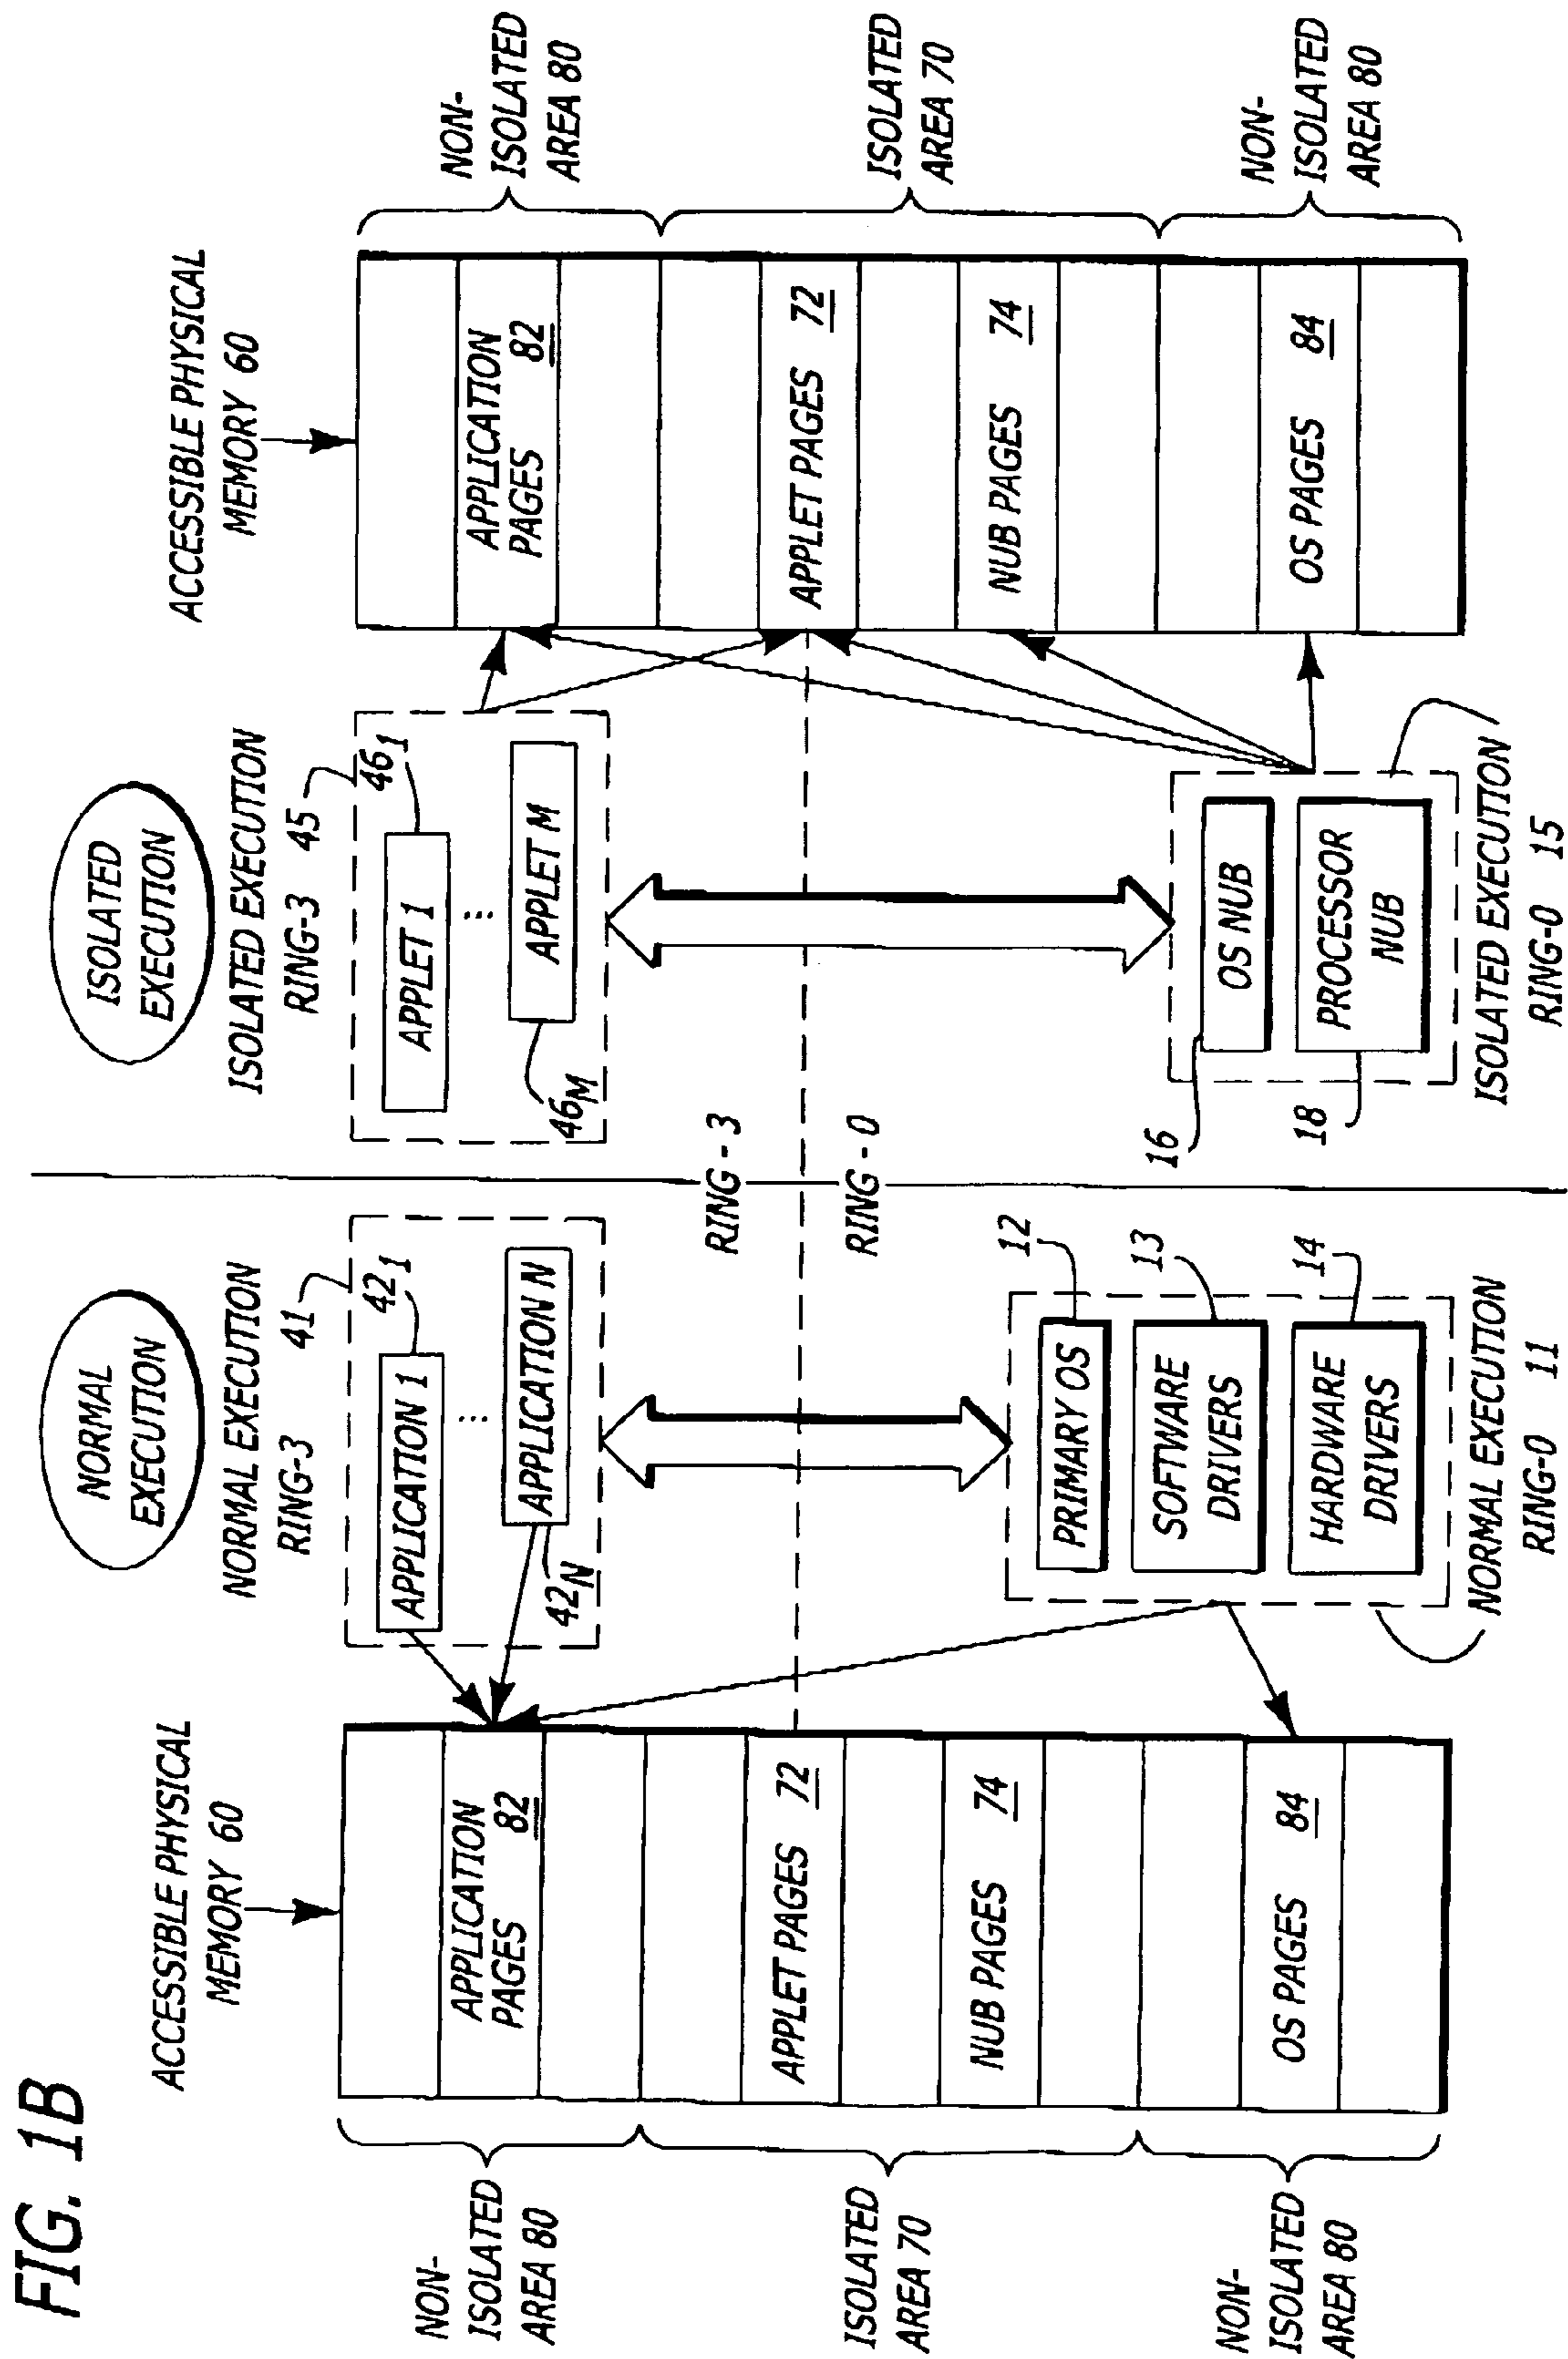 FIG. 1B
ACCESSIBLE PHYSICAL
MEMORY 60
NON-
ISOLATED
AREA 80
ISOLATED
AREA 70
NON-
ISOLATED
AREA 80
APPLICATION
PAGES 82
APPLET PAGES 72
NUB PAGES 74
OS PAGES 84
NORMAL
EXECUTION
NORMAL EXECUTION
RING-3 41
APPLICATION 1
42₁
...
APPLICATION N
42N
RING - 3
RING - 0
PRIMARY OS
12
SOFTWARE
DRIVERS
13
HARDWARE
DRIVERS
14
NORMAL EXECUTION
RING-0 11
ISOLATED
EXECUTION
ISOLATED EXECUTION
RING-3 45
46₁
APPLET 1
...
APPLET M
46M
OS NUB
16
PROCESSOR
NUB
18
ISOLATED EXECUTION
RING-0 15
ACCESSIBLE PHYSICAL
MEMORY 60
APPLICATION
PAGES 82
APPLET PAGES 72
NUB PAGES 74
OS PAGES 84
NON-
ISOLATED
AREA 80
ISOLATED
AREA 70
NON-
ISOLATED
AREA 80